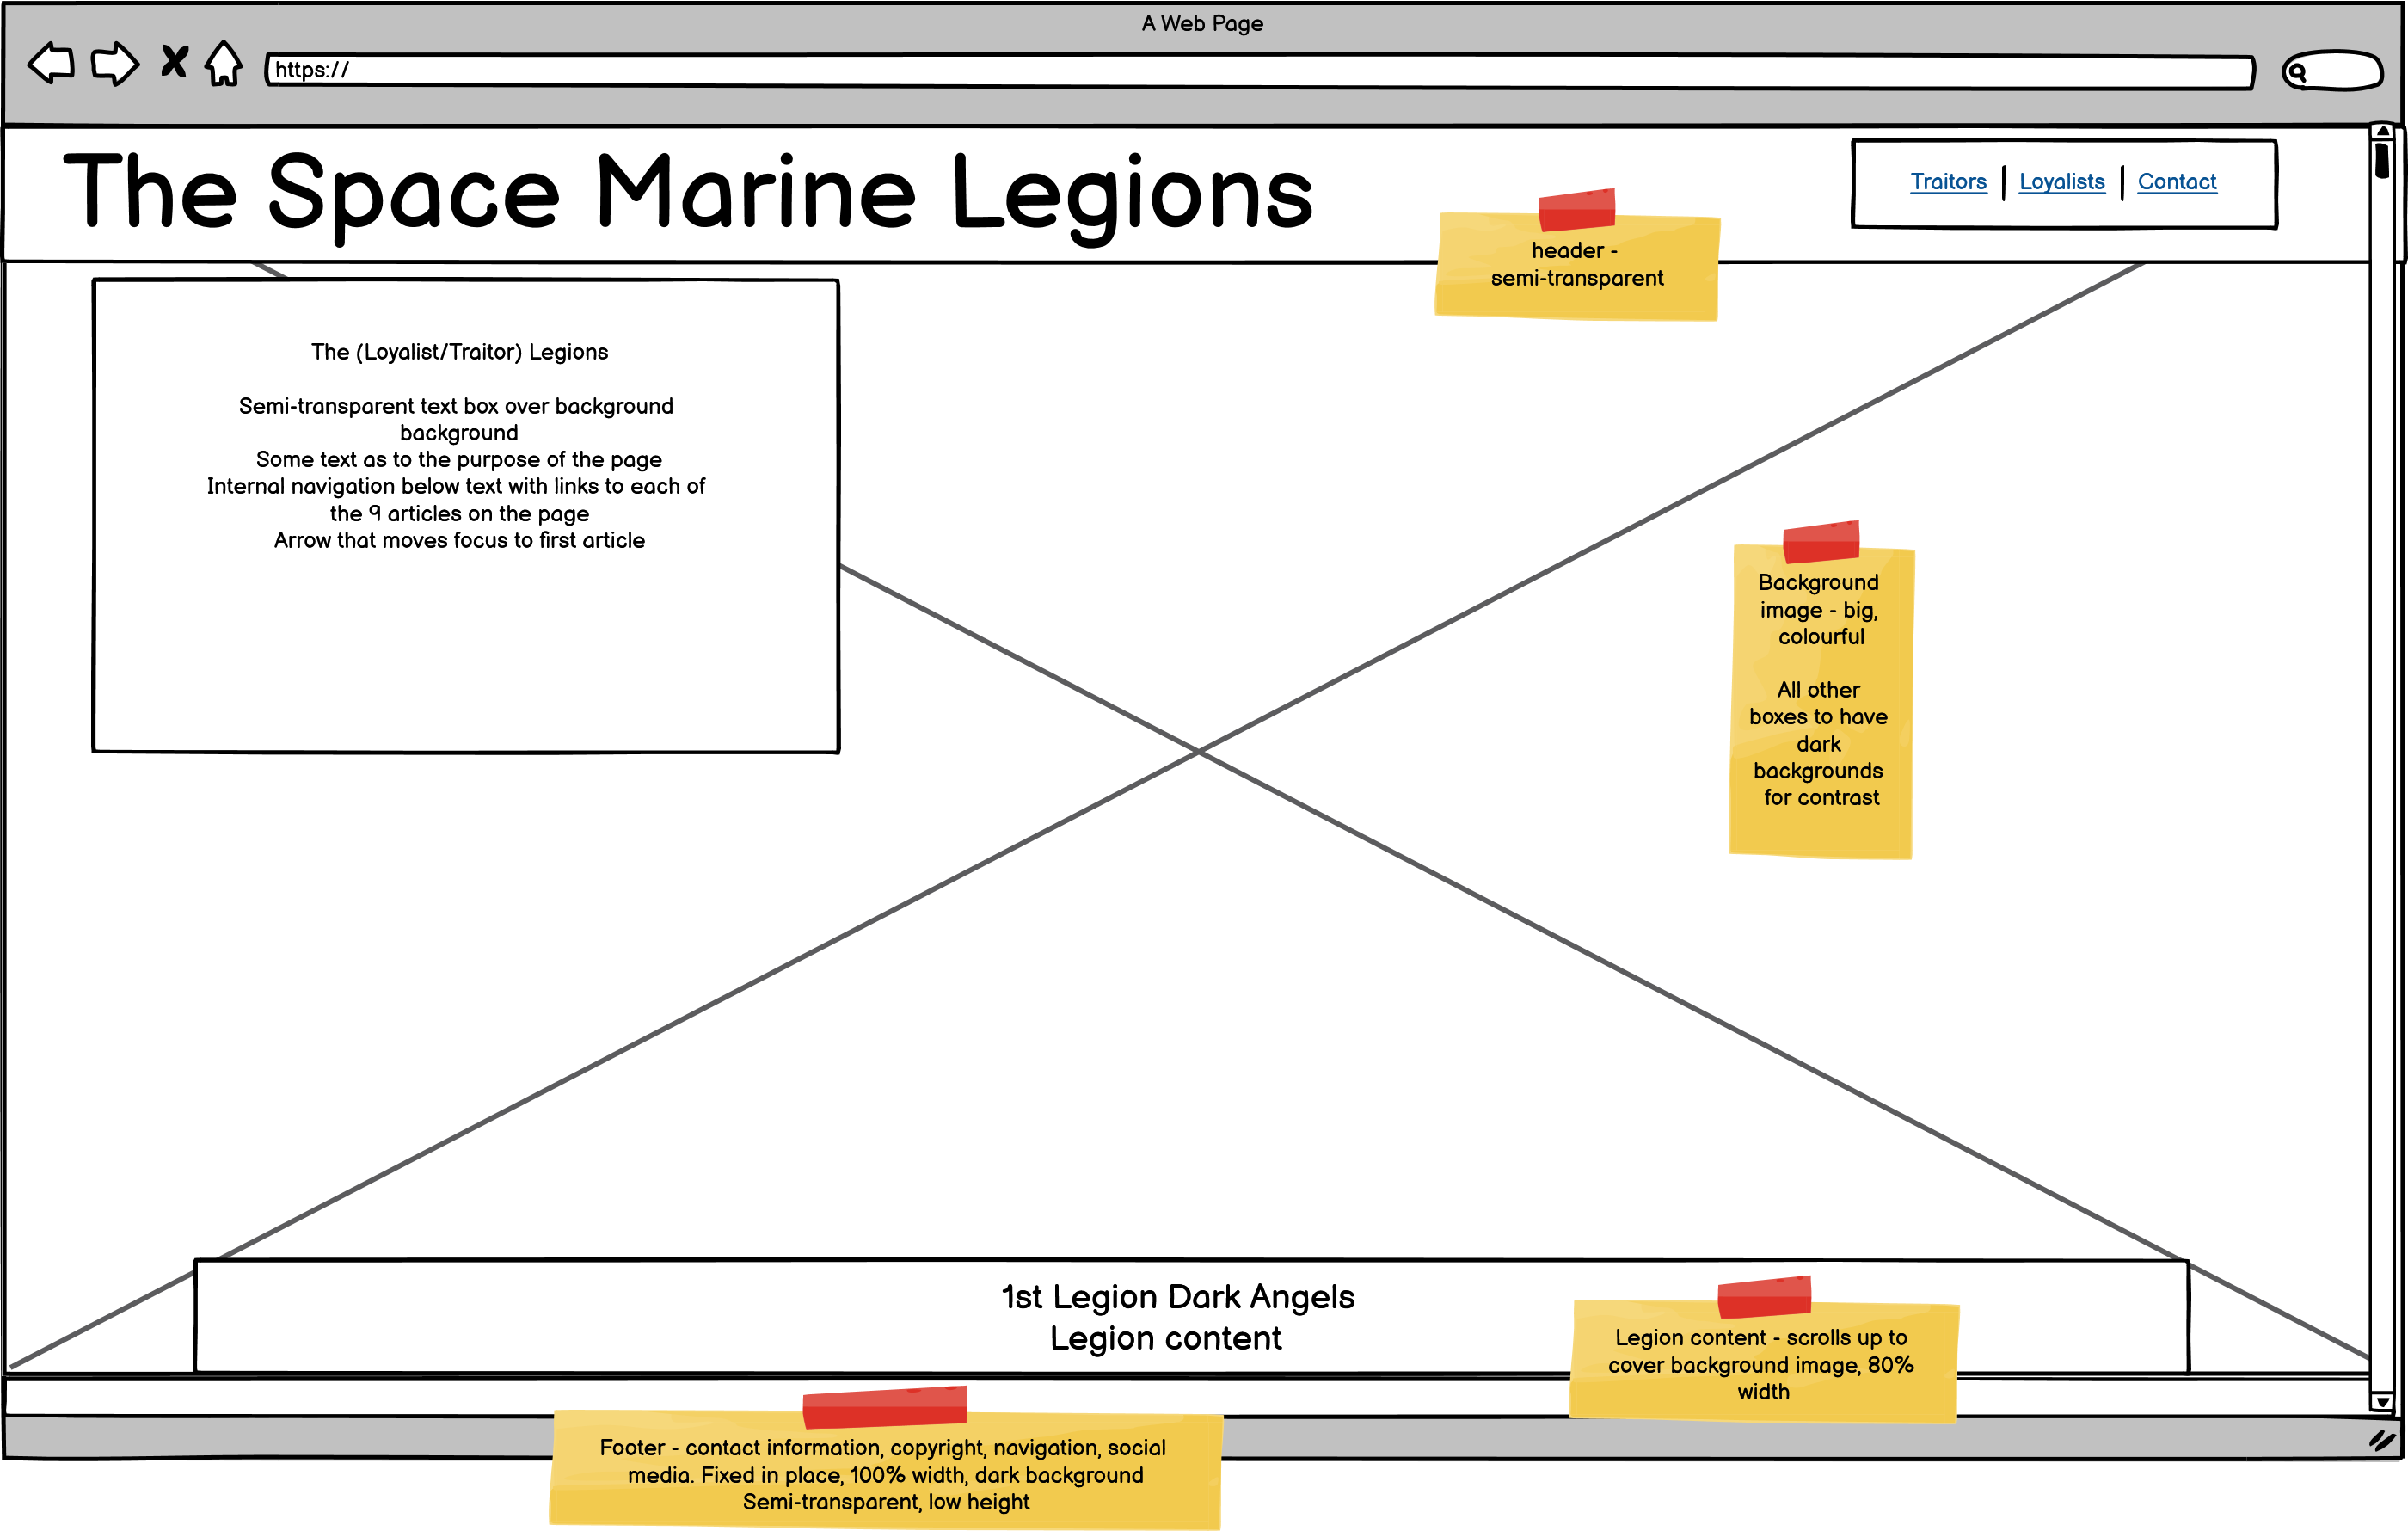 A Web Page
https://
The Space Marine Legions
Traitors | Loyalists | Contact
header -
semi-transparent
The (Loyalist/Traitor) Legions
Semi-transparent text box over background
background
Some text as to the purpose of the page
Internal navigation below text with links to each of
the 9 articles on the page
Arrow that moves focus to first article
Background
image - big,
colourful
All other
boxes to have
dark
backgrounds
for contrast
1st Legion Dark Angels
Legion content
Legion content - scrolls up to
cover background image, 80%
width
Footer - contact information, copyright, navigation, social
media. Fixed in place, 100% width, dark background
Semi-transparent, low height